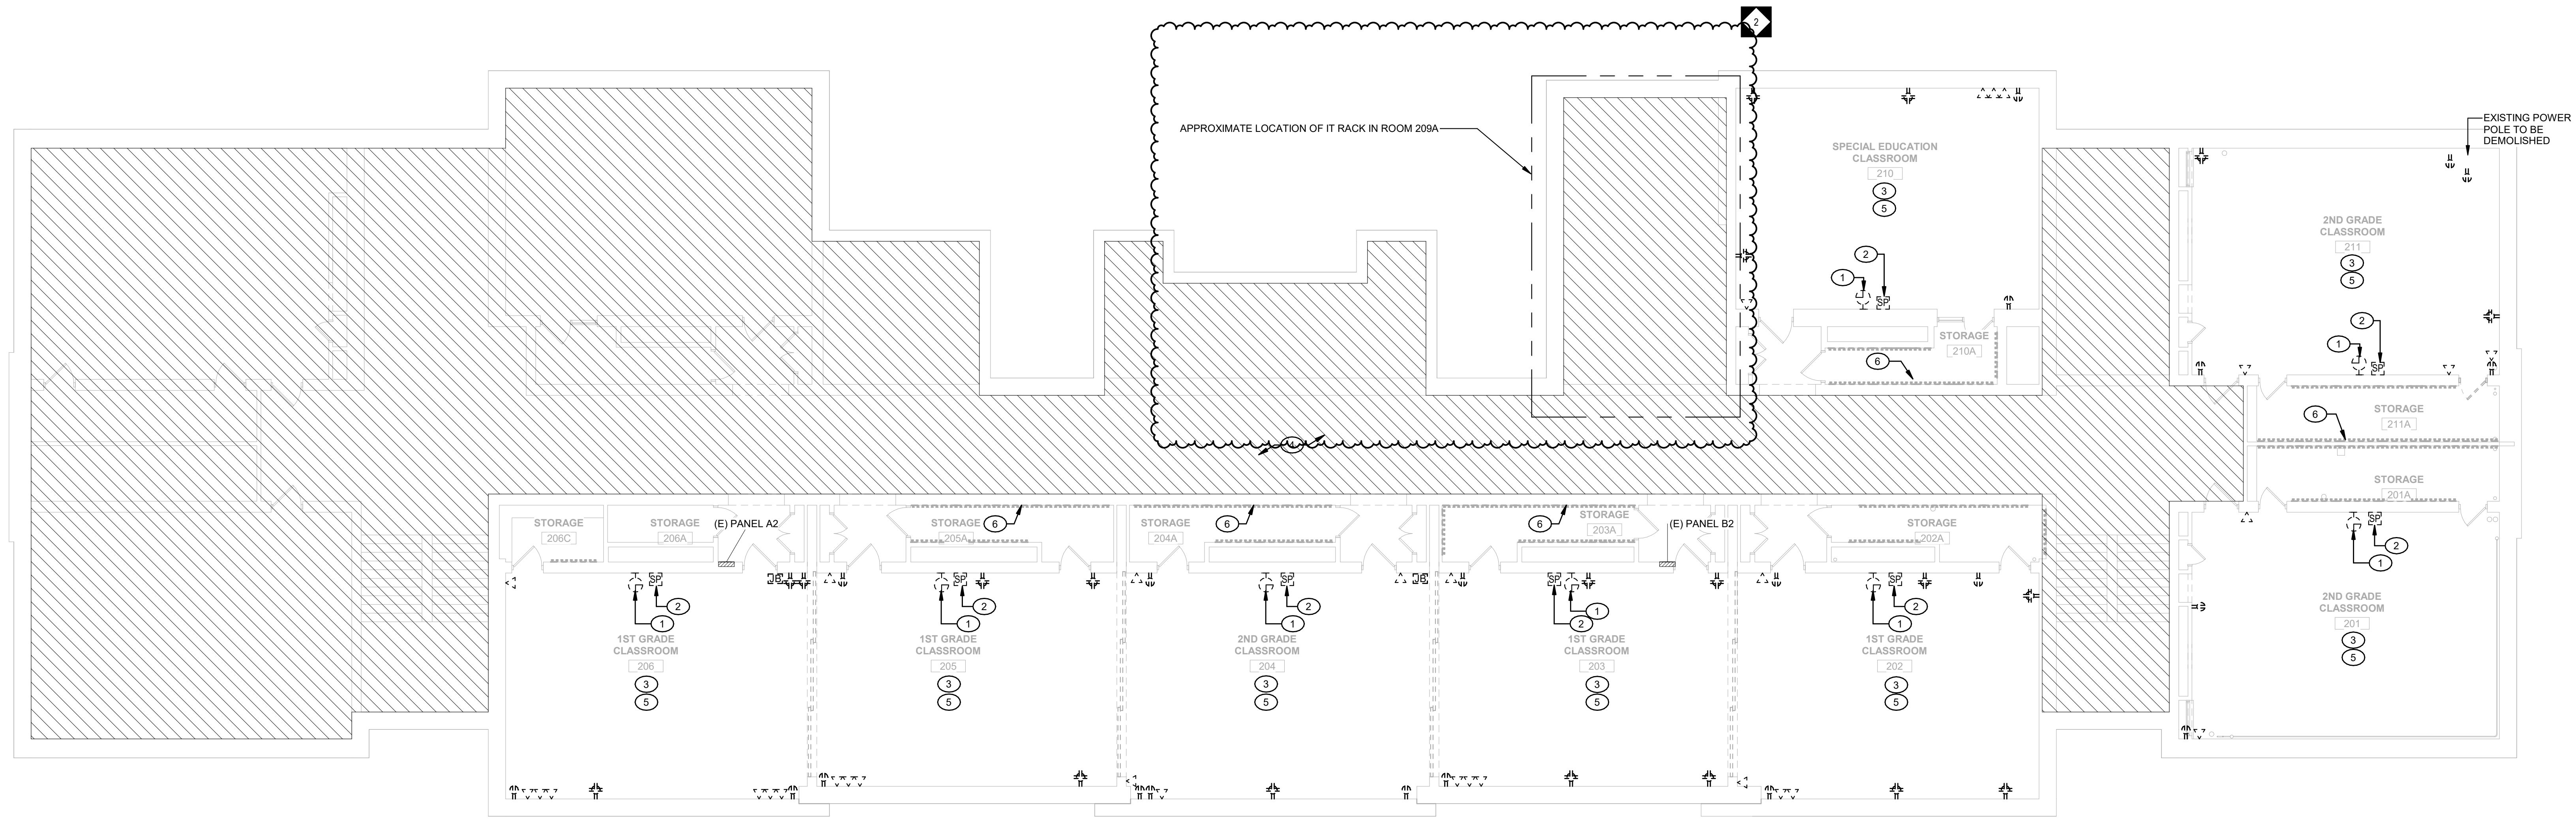 2
APPROXIMATE LOCATION OF IT RACK IN ROOM 209A
EXISTING POWER
POLE TO BE
DEMOLISHED
SPECIAL EDUCATION
CLASSROOM
210
3
5
2
1
SP
STORAGE
210A
6
2ND GRADE
CLASSROOM
211
3
5
2
1
SP
STORAGE
211A
6
4
STORAGE
201A
SP
2
1
2ND GRADE
CLASSROOM
201
3
5
STORAGE
206C
STORAGE
206A
(E) PANEL A2
JB
SP
2
1
1ST GRADE
CLASSROOM
206
3
5
STORAGE
205A
6
SP
2
1
1ST GRADE
CLASSROOM
205
3
5
STORAGE
204A
6
JB
SP
2
1
2ND GRADE
CLASSROOM
204
3
5
STORAGE
203A
6
(E) PANEL B2
SP
1
2
1ST GRADE
CLASSROOM
203
3
5
STORAGE
202A
SP
2
1
1ST GRADE
CLASSROOM
202
3
5